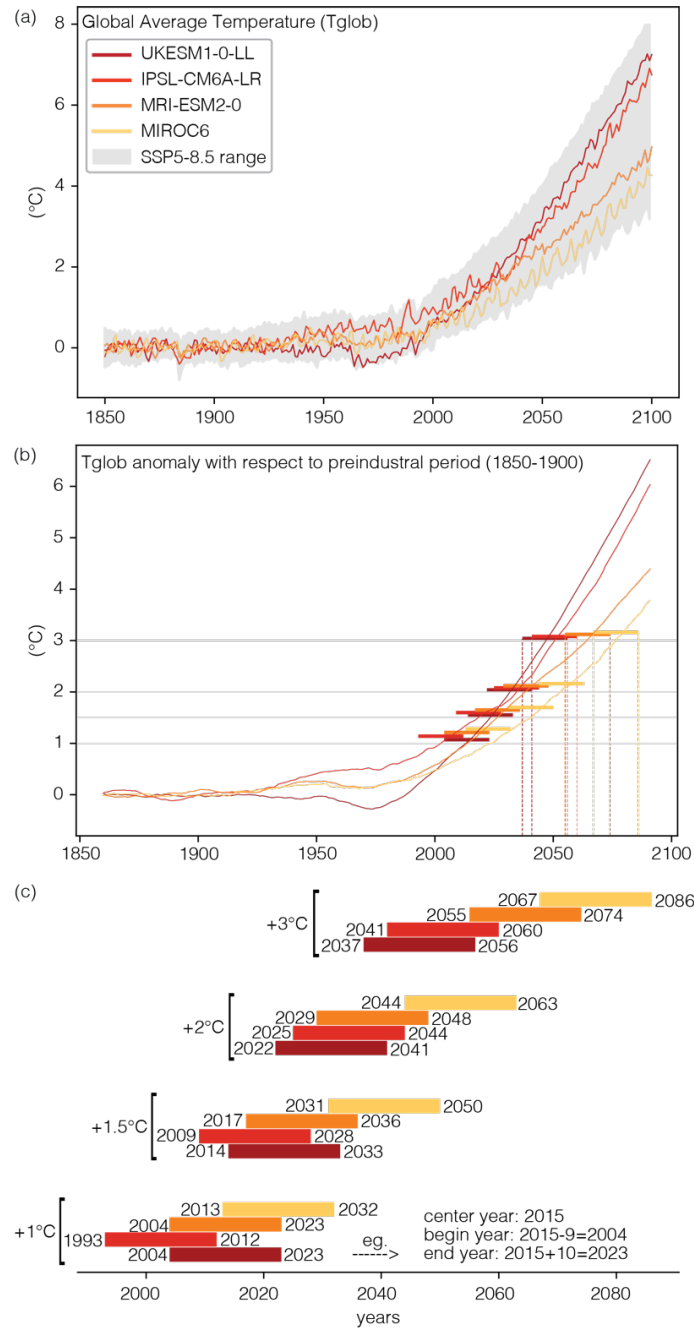 (a)
Global Average Temperature (Tglob)
UKESM1-0-LL
IPSL-CM6A-LR
MRI-ESM2-0
MIROC6
SSP5-8.5 range
8
6
4
2
0
(°C)
1850 1900 1950 2000 2050 2100
(b)
Tglob anomaly with respect to preindustral period (1850-1900)
6
5
4
3
2
1
0
(°C)
1850 1900 1950 2000 2050 2100
(c)
+3°C
2067 2086
2055 2074
2041 2060
2037 2056
+2°C
2044 2063
2029 2048
2025 2044
2022 2041
+1.5°C
2031 2050
2017 2036
2009 2028
2014 2033
+1°C
2013 2032
2004 2023
1993 2012
2004 2023
eg.
center year: 2015
begin year: 2015-9=2004
end year: 2015+10=2023
2000 2020 2040 2060 2080
years